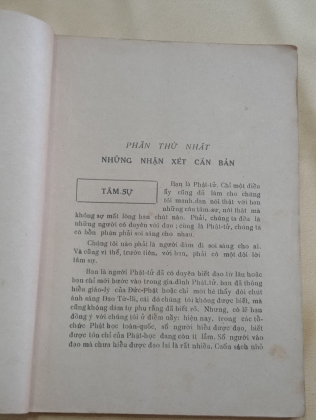 PHẦN THỨ NHẤT
NHỮNG NHẬN XÉT CĂN BẢN
TÂM SỰ
Bạn là Phật-tử. Chỉ một điều
ấy cũng đủ làm cho chúng
tôi mạnh dạn nói thật với bạn
những câu tâm-sự, nói thật mà
không sợ mất lòng bạn chút nào. Phải, chúng ta đều là
những người có duyên với đạo ; cùng là Phật-tử, chúng ta
có bổn phận phải soi sáng cho nhau.
Chúng tôi nào phải là người dám đi soi sáng cho ai.
Và cũng vì thế, trước tiên, với bạn, phải có một đôi lời
tâm sự.
Bạn là người Phật-tử đã có duyên biết đạo từ lâu hoặc
bạn chỉ mới bước vào trong gia-đình Phật-tử, bạn đã thông
hiểu giáo-lý của Đức-Phật hoặc chỉ mới hé thấy đôi chút
ánh sáng Đạo Từ-Bi, cái đó chúng tôi không được biết, mà
cũng không dám tự phụ rằng đã biết rõ. Nhưng, có lẽ bạn
đồng ý với chúng tôi ở điểm nầy: hiện nay, trong các tổ-
chức Phật-học toàn-quốc, số người hiểu được đạo, biết
được tôn chỉ của Phật-học đang còn ít lắm. Số người vào
đạo mà chưa hiểu được đạo lại là rất nhiều. Cuốn sách nhỏ